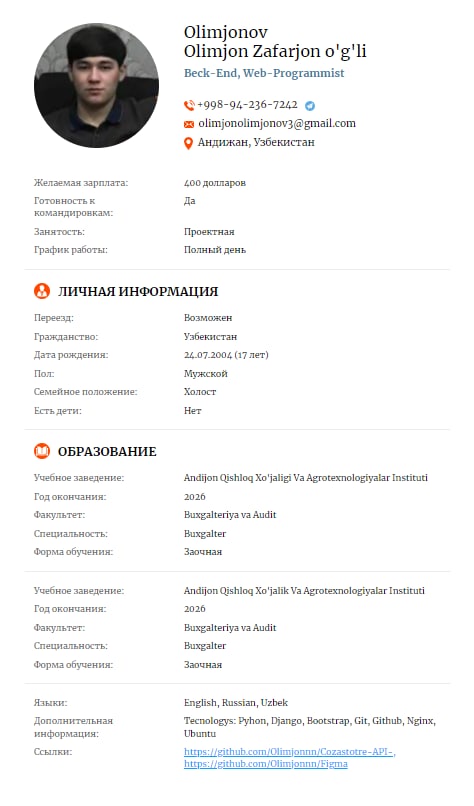 Olimjonov
Olimjon Zafarjon o'g'li
Beck-End, Web-Programmist
+998-94-236-7242
olimjonolimjonov3@gmail.com
Андижан, Узбекистан
Желаемая зарплата: 400 долларов
Готовность к
командировкам: Да
Занятость: Проектная
График работы: Полный день
ЛИЧНАЯ ИНФОРМАЦИЯ
Переезд: Возможен
Гражданство: Узбекистан
Дата рождения: 24.07.2004 (17 лет)
Пол: Мужской
Семейное положение: Холост
Есть дети: Нет
ОБРАЗОВАНИЕ
Учебное заведение: Andijon Qishloq Xo'jaligi Va Agrotexnologiyalar Instituti
Год окончания: 2026
Факультет: Buxgalteriya va Audit
Специальность: Buxgalter
Форма обучения: Заочная
Учебное заведение: Andijon Qishloq Xo'jalik Va Agrotexnologiyalar Instituti
Год окончания: 2026
Факультет: Buxgalteriya va Audit
Специальность: Buxgalter
Форма обучения: Заочная
Языки: English, Russian, Uzbek
Дополнительная
информация: Tecnologys: Pyhon, Django, Bootstrap, Git, Github, Nginx,
Ubuntu
Ссылки: https://github.com/Olimjonnn/Cozastotre-API-,
https://github.com/Olimjonnn/Figma